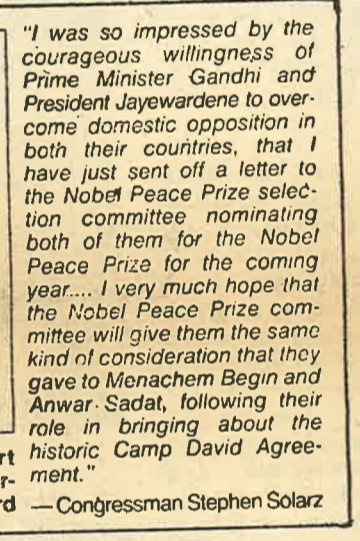 "I was so impressed by the
courageous willingness of
Prime Minister Gandhi and
President Jayewardene to over-
come domestic opposition in
both their countries, that I
have just sent off a letter to
the Nobel Peace Prize selec-
tion committee nominating
both of them for the Nobel
Peace Prize for the coming
year.... I very much hope that
the Nobel Peace Prize com-
mittee will give them the same
kind of consideration that they
gave to Menachem Begin and
Anwar Sadat, following their
role in bringing about the
historic Camp David Agree-
ment."
— Congressman Stephen Solarz